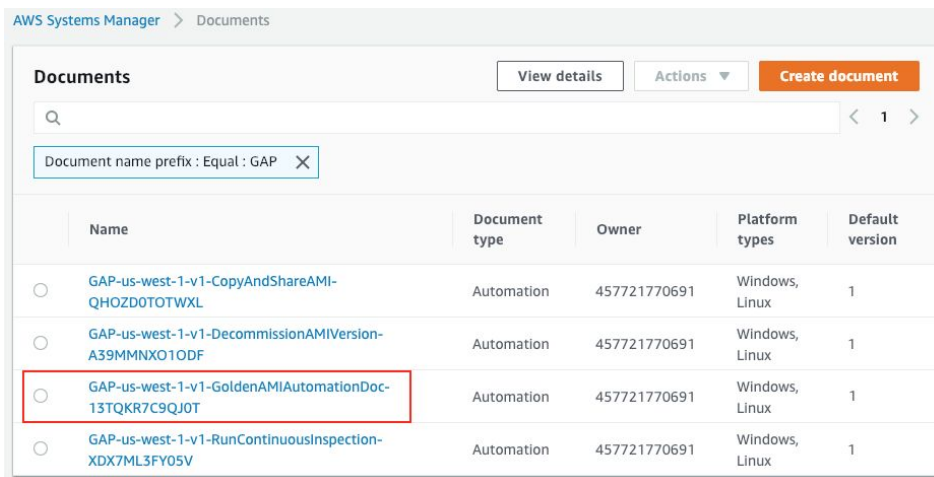 AWS Systems Manager > Documents
Documents
View details
Actions
Create document
1
Document name prefix : Equal : GAP
Name
Document type
Owner
Platform types
Default version
GAP-us-west-1-v1-CopyAndShareAMI-
QHOZD0TOTWXL
Automation
457721770691
Windows,
Linux
1
GAP-us-west-1-v1-DecommissionAMIVersion-
A39MMNXO1ODF
Automation
457721770691
Windows,
Linux
1
GAP-us-west-1-v1-GoldenAMIAutomationDoc-
13TQKR7C9QJ0T
Automation
457721770691
Windows,
Linux
1
GAP-us-west-1-v1-RunContinuousInspection-
XDX7ML3FY05V
Automation
457721770691
Windows,
Linux
1